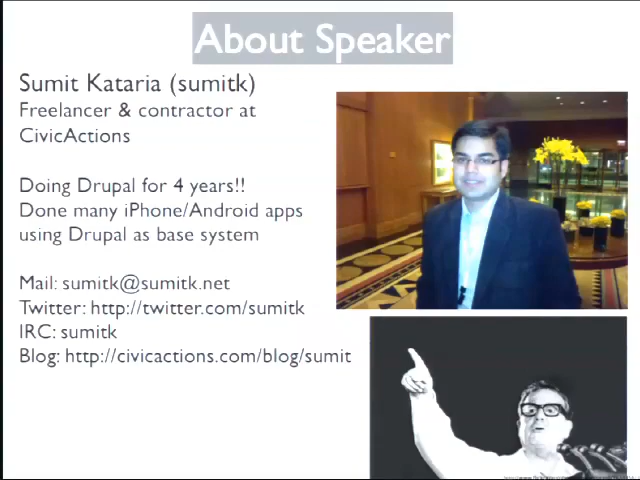 About Speaker
Sumit Kataria (sumitk)
Freelancer & contractor at
CivicActions
Doing Drupal for 4 years!!
Done many iPhone/Android apps
using Drupal as base system
Mail: sumitk@sumitk.net
Twitter: http://twitter.com/sumitk
IRC: sumitk
Blog: http://civicactions.com/blog/sumit